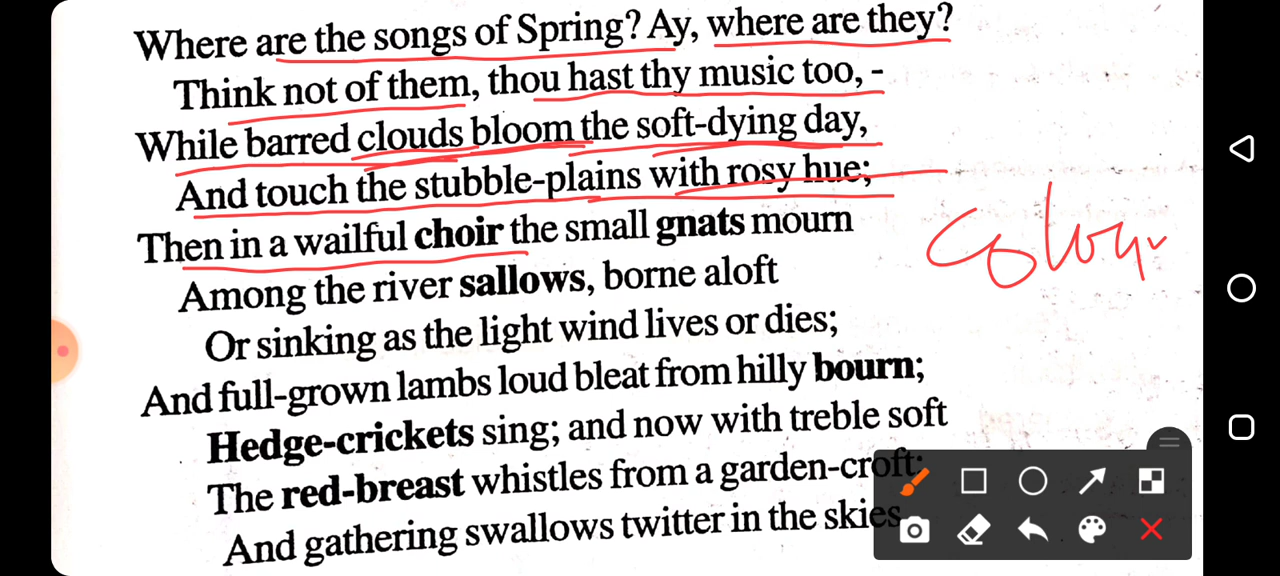 Where are the songs of Spring? Ay, where are they?
Think not of them, thou hast thy music too, -
While barred clouds bloom the soft-dying day,
And touch the stubble-plains with rosy hue;
Then in a wailful choir the small gnats mourn
Among the river sallows, borne aloft
Or sinking as the light wind lives or dies;
And full-grown lambs loud bleat from hilly bourn;
Hedge-crickets sing; and now with treble soft
The red-breast whistles from a garden-croft;
And gathering swallows twitter in the skies
colour